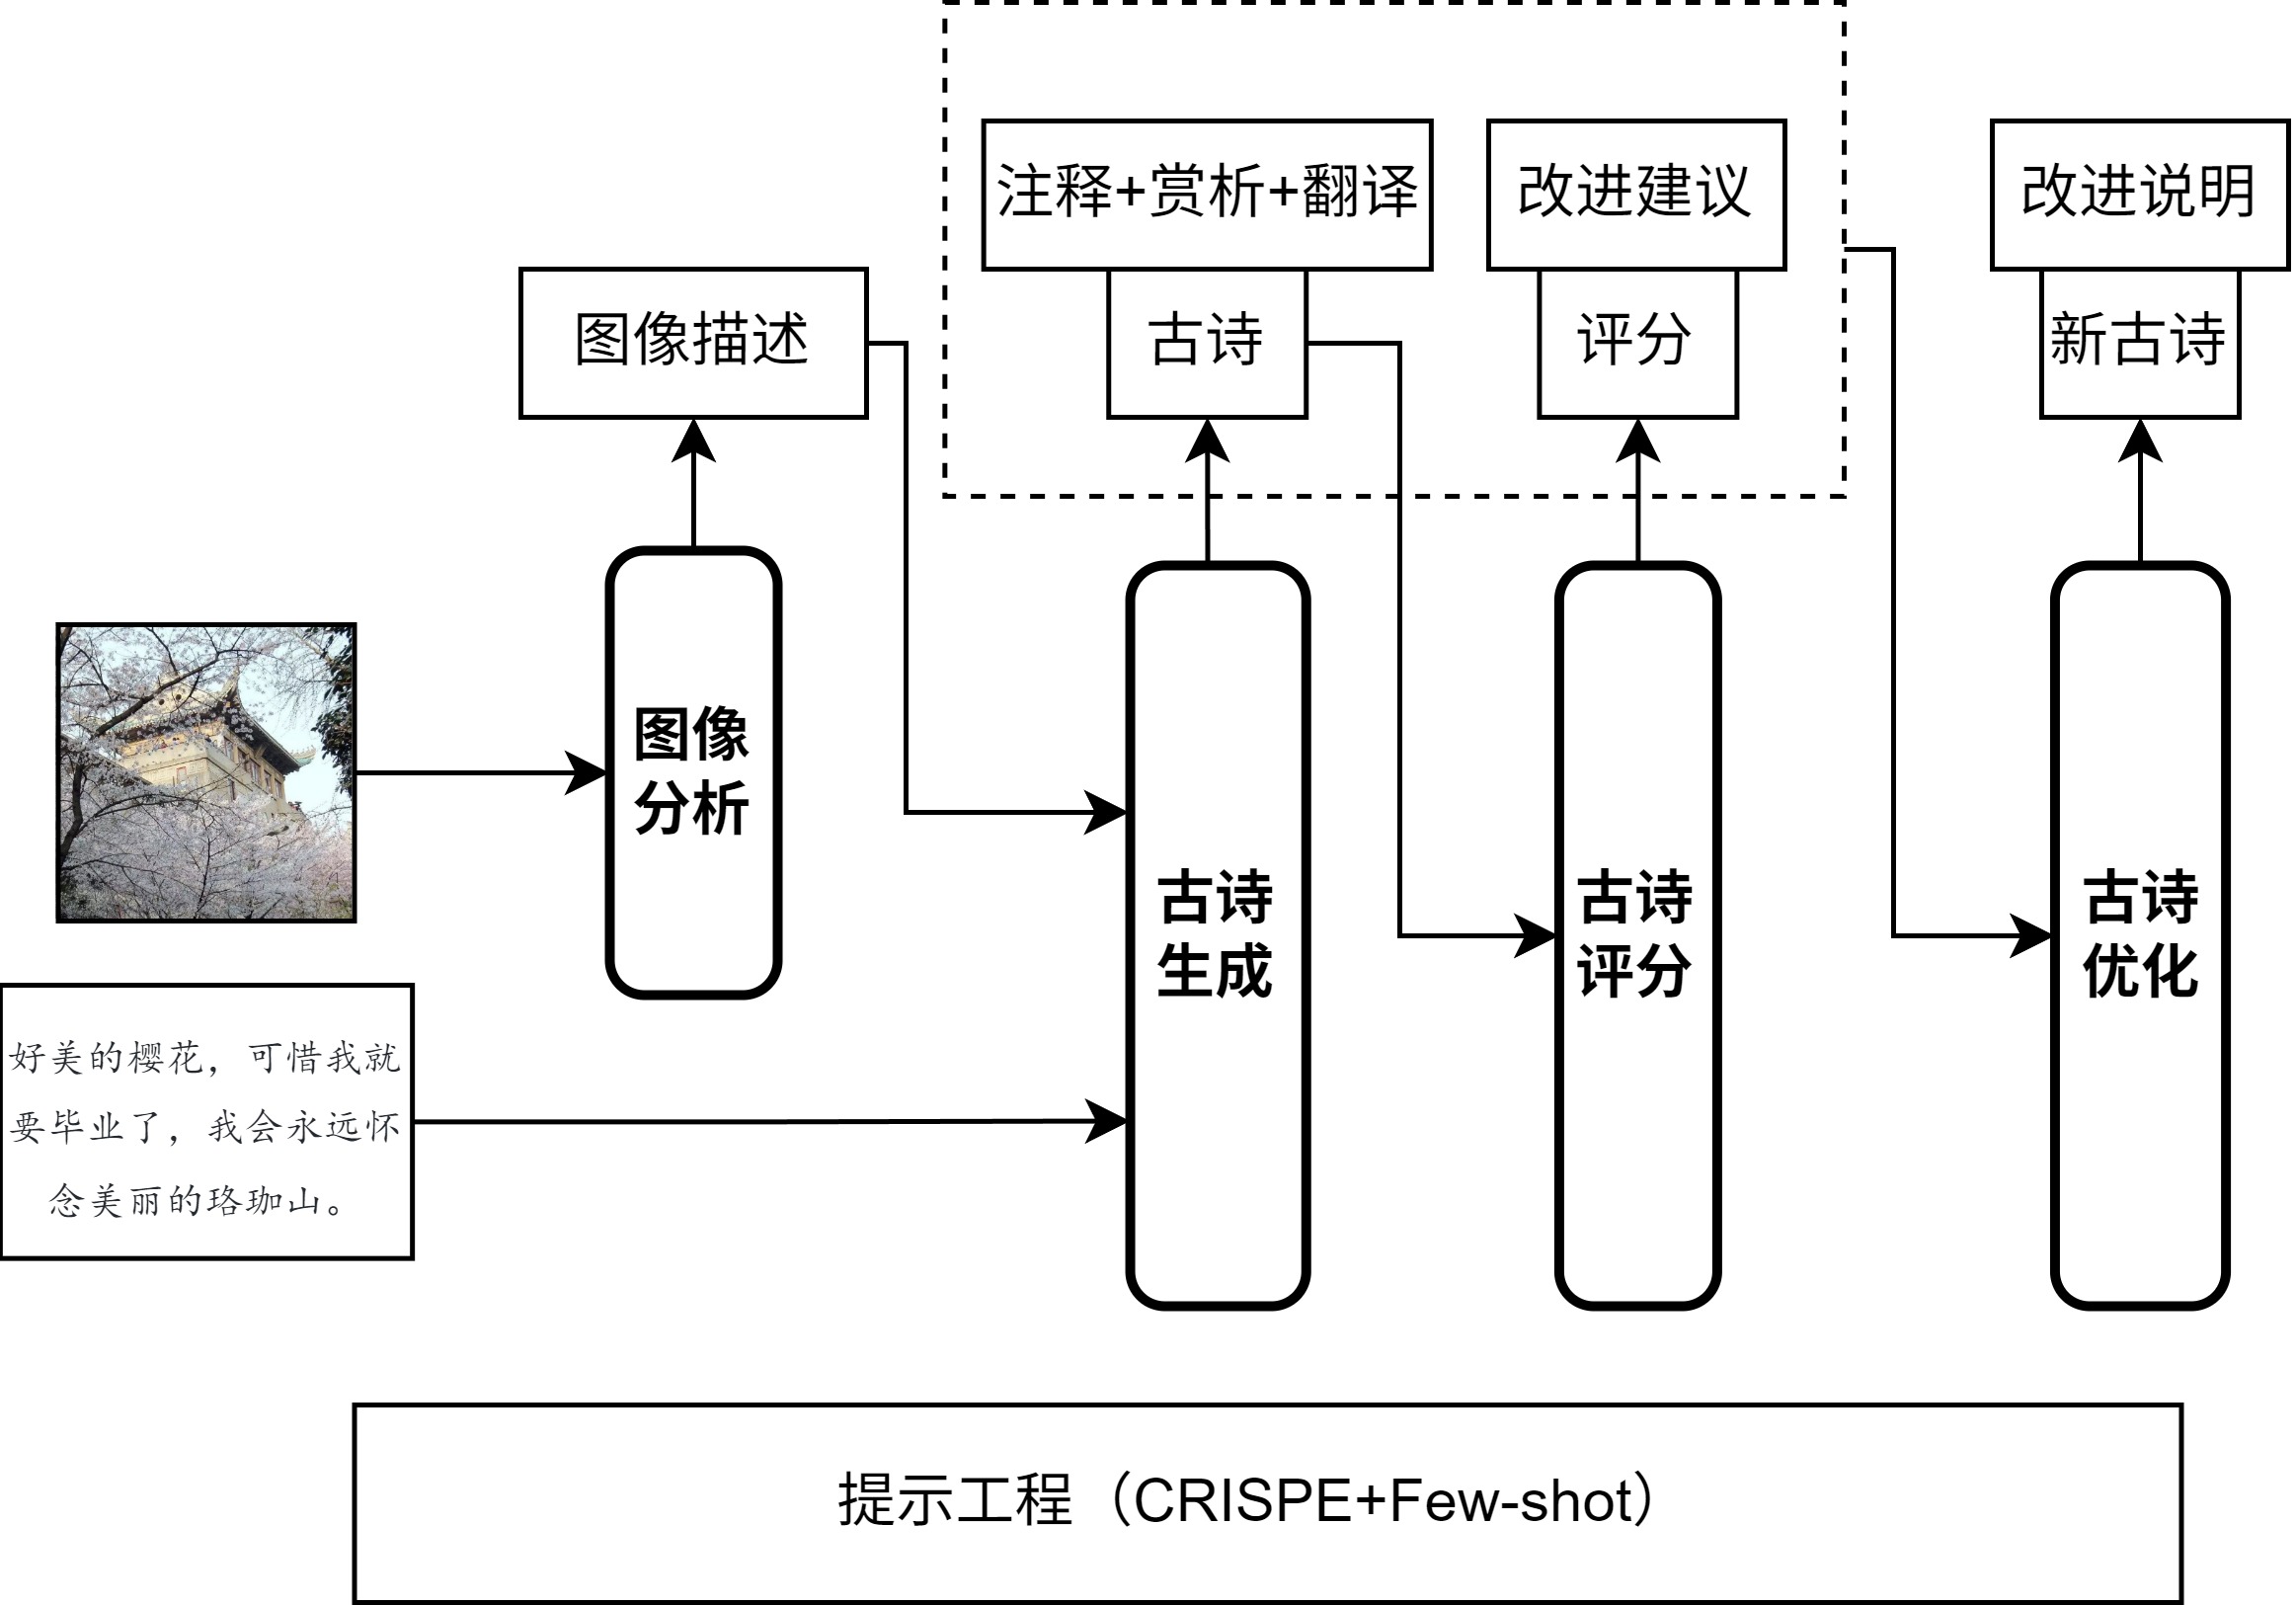 注释+赏析+翻译
改进建议
改进说明
图像描述
古诗
评分
新古诗
图像
分析
古诗
生成
古诗
评分
古诗
优化
好美的樱花，可惜我就
要毕业了，我会永远怀
念美丽的珞珈山。
提示工程（CRISPE+Few-shot）